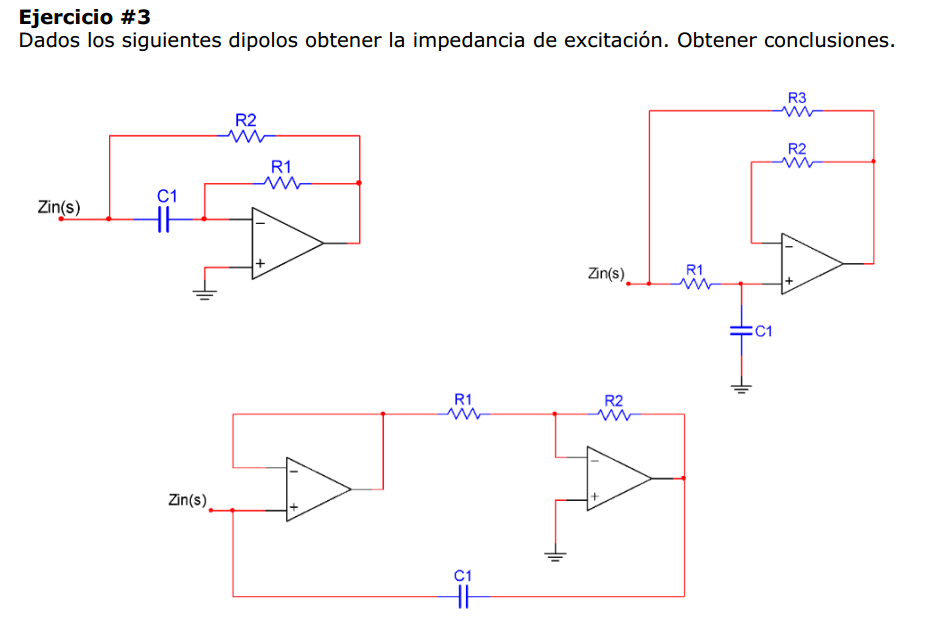 Ejercicio #3
Dados los siguientes dipolos obtener la impedancia de excitación. Obtener conclusiones.
R2
R1
C1
Zin(s)
−
+
R3
R2
Zin(s)
R1
−
+
C1
R1
R2
Zin(s)
−
+
−
+
C1